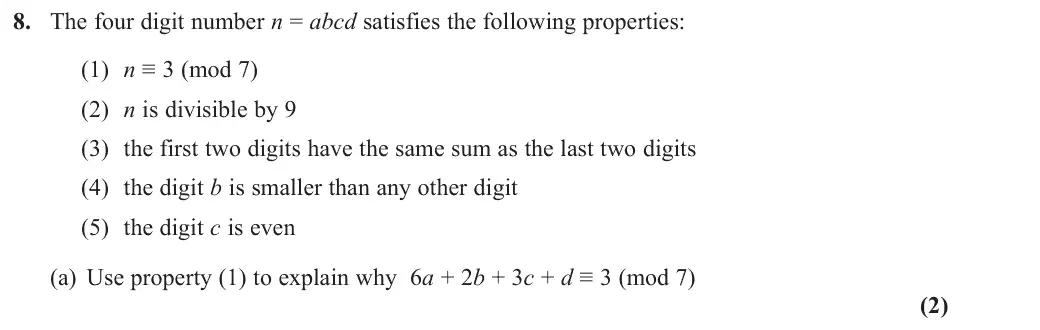 8. The four digit number n = abcd satisfies the following properties:
(1) n ≡ 3 (mod 7)
(2) n is divisible by 9
(3) the first two digits have the same sum as the last two digits
(4) the digit b is smaller than any other digit
(5) the digit c is even
(a) Use property (1) to explain why 6a + 2b + 3c + d ≡ 3 (mod 7)
(2)